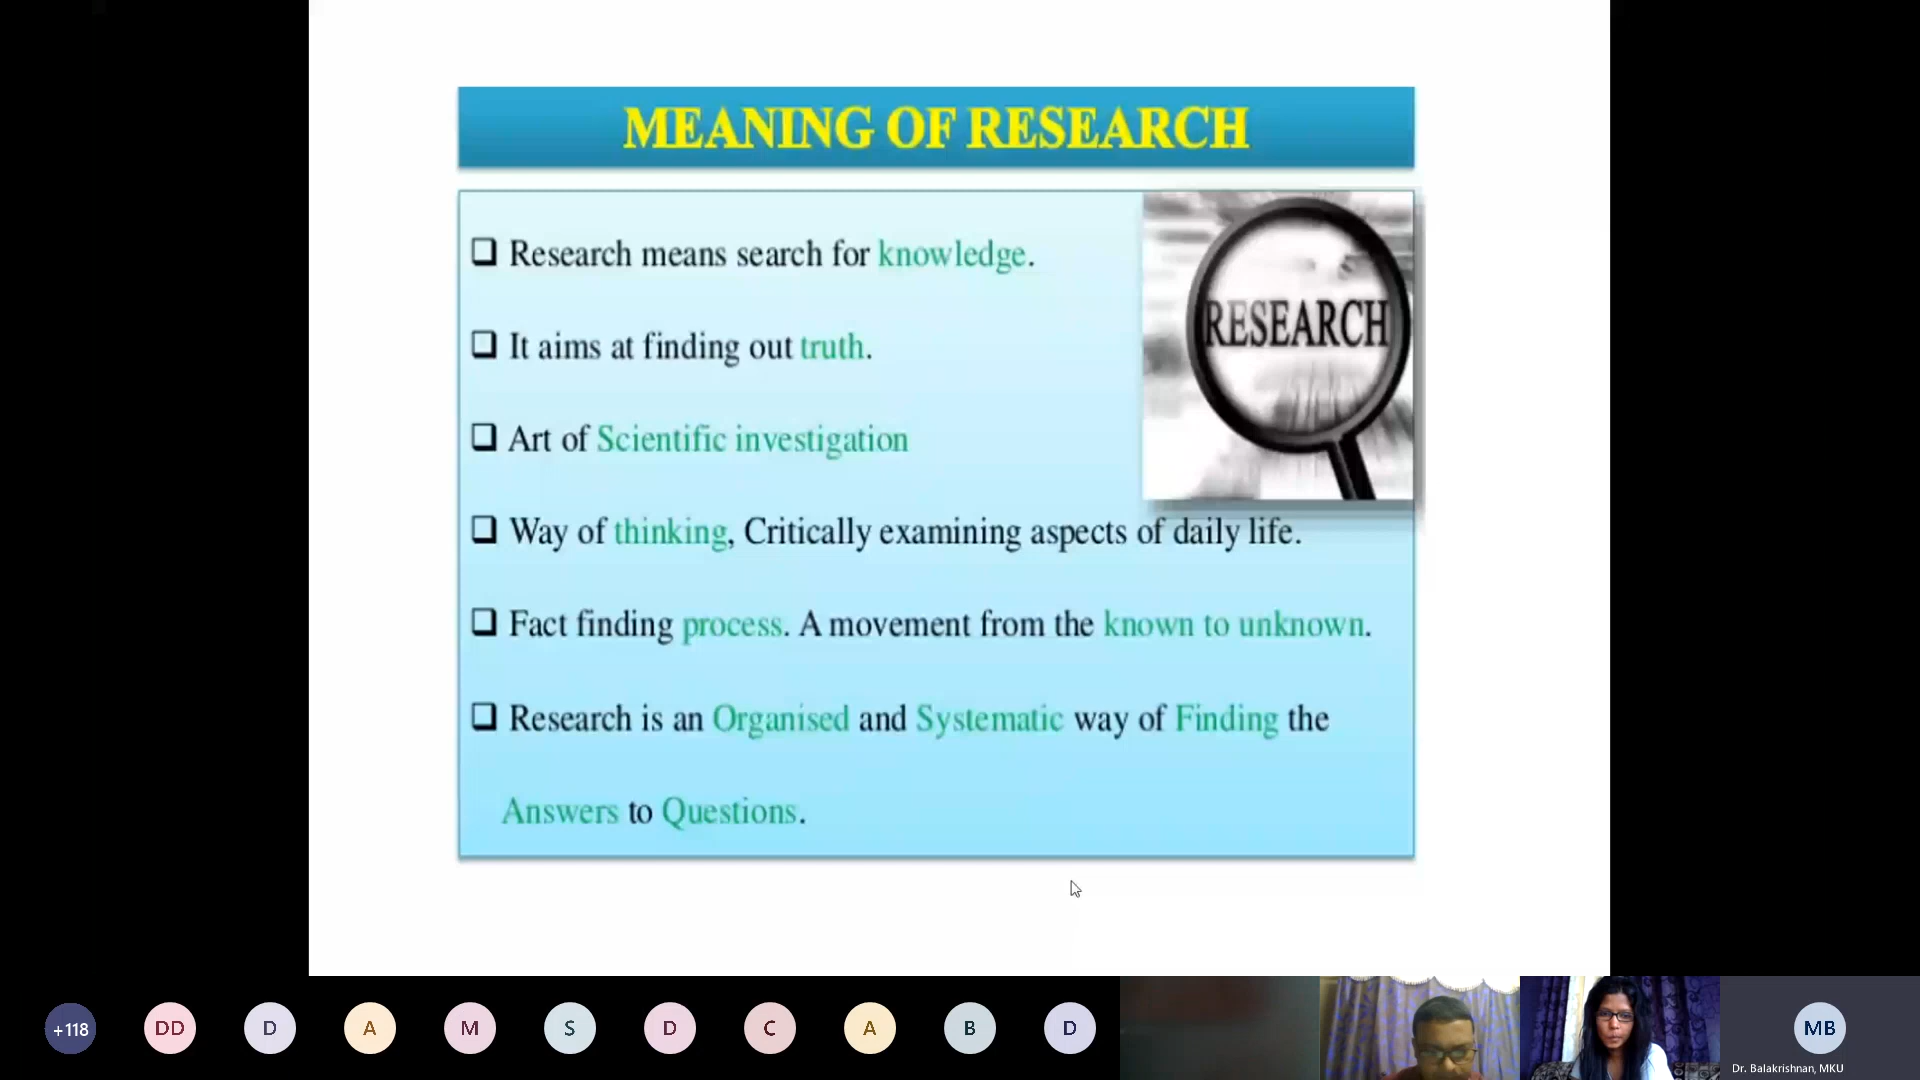 MEANING OF RESEARCH
Research means search for knowledge.
It aims at finding out truth.
Art of Scientific investigation
Way of thinking, Critically examining aspects of daily life.
Fact finding process. A movement from the known to unknown.
Research is an Organised and Systematic way of Finding the
Answers to Questions.
RESEARCH
+118
DD
D
A
M
S
D
C
A
B
D
MB
Dr. Balakrishnan, MKU